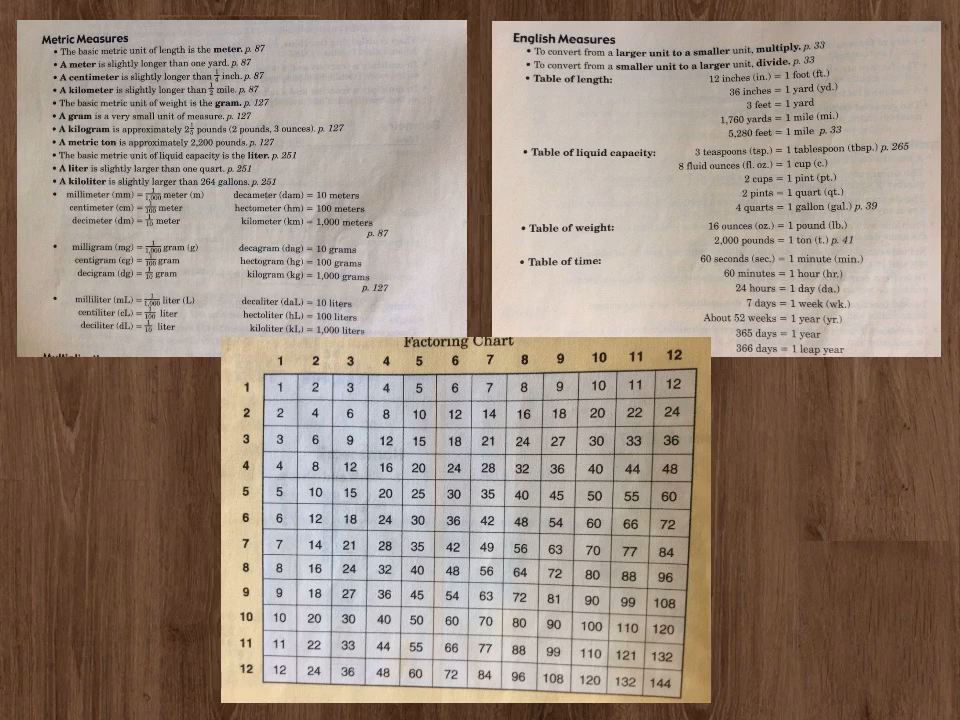 Metric Measures
• The basic metric unit of length is the meter. p. 87
• A meter is slightly longer than one yard. p. 87
• A centimeter is slightly longer than 1/4 inch. p. 87
• A kilometer is slightly longer than 1/2 mile. p. 87
• The basic metric unit of weight is the gram. p. 127
• A gram is a very small unit of measure. p. 127
• A kilogram is approximately 2 1/5 pounds (2 pounds, 3 ounces). p. 127
• A metric ton is approximately 2,200 pounds. p. 127
• The basic metric unit of liquid capacity is the liter. p. 251
• A liter is slightly larger than one quart. p. 251
• A kiloliter is slightly larger than 264 gallons. p. 251
• millimeter (mm) = 1/1,000 meter (m) decameter (dam) = 10 meters
centimeter (cm) = 1/100 meter hectometer (hm) = 100 meters
decimeter (dm) = 1/10 meter kilometer (km) = 1,000 meters
p. 87
• milligram (mg) = 1/1,000 gram (g) decagram (dag) = 10 grams
centigram (cg) = 1/100 gram hectogram (hg) = 100 grams
decigram (dg) = 1/10 gram kilogram (kg) = 1,000 grams
p. 127
• milliliter (mL) = 1/1,000 liter (L) decaliter (daL) = 10 liters
centiliter (cL) = 1/100 liter hectoliter (hL) = 100 liters
deciliter (dL) = 1/10 liter kiloliter (kL) = 1,000 liters
English Measures
• To convert from a larger unit to a smaller unit, multiply. p. 33
• To convert from a smaller unit to a larger unit, divide. p. 33
• Table of length: 12 inches (in.) = 1 foot (ft.)
36 inches = 1 yard (yd.)
3 feet = 1 yard
1,760 yards = 1 mile (mi.)
5,280 feet = 1 mile p. 33
• Table of liquid capacity: 3 teaspoons (tsp.) = 1 tablespoon (tbsp.) p. 265
8 fluid ounces (fl. oz.) = 1 cup (c.)
2 cups = 1 pint (pt.)
2 pints = 1 quart (qt.)
4 quarts = 1 gallon (gal.) p. 39
• Table of weight: 16 ounces (oz.) = 1 pound (lb.)
2,000 pounds = 1 ton (t.) p. 41
• Table of time: 60 seconds (sec.) = 1 minute (min.)
60 minutes = 1 hour (hr.)
24 hours = 1 day (da.)
7 days = 1 week (wk.)
About 52 weeks = 1 year (yr.)
365 days = 1 year
366 days = 1 leap year
Factoring Chart
1 2 3 4 5 6 7 8 9 10 11 12
1 1 2 3 4 5 6 7 8 9 10 11 12
2 2 4 6 8 10 12 14 16 18 20 22 24
3 3 6 9 12 15 18 21 24 27 30 33 36
4 4 8 12 16 20 24 28 32 36 40 44 48
5 5 10 15 20 25 30 35 40 45 50 55 60
6 6 12 18 24 30 36 42 48 54 60 66 72
7 7 14 21 28 35 42 49 56 63 70 77 84
8 8 16 24 32 40 48 56 64 72 80 88 96
9 9 18 27 36 45 54 63 72 81 90 99 108
10 10 20 30 40 50 60 70 80 90 100 110 120
11 11 22 33 44 55 66 77 88 99 110 121 132
12 12 24 36 48 60 72 84 96 108 120 132 144